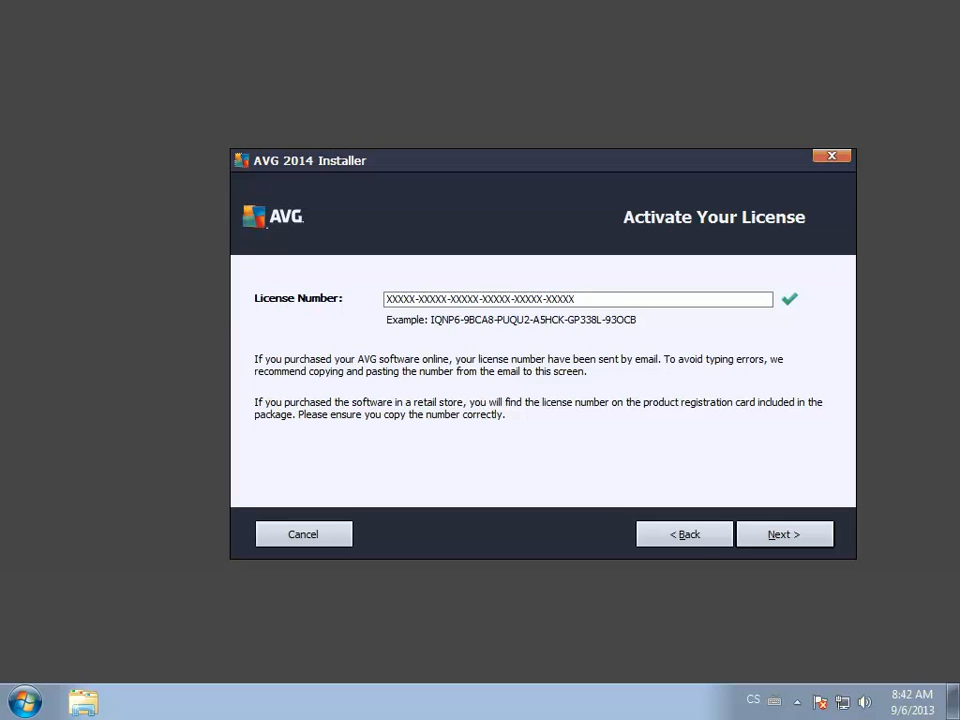 AVG 2014 Installer
AVG.
Activate Your License
License Number:
XXXXX-XXXXX-XXXXX-XXXXX-XXXXX-XXXXX
Example: IQNP6-9BCA8-PUQU2-A5HCK-GP338L-93OCB
If you purchased your AVG software online, your license number have been sent by email. To avoid typing errors, we
recommend copying and pasting the number from the email to this screen.
If you purchased the software in a retail store, you will find the license number on the product registration card included in the
package. Please ensure you copy the number correctly.
Cancel
< Back
Next >
CS
8:42 AM
9/6/2013